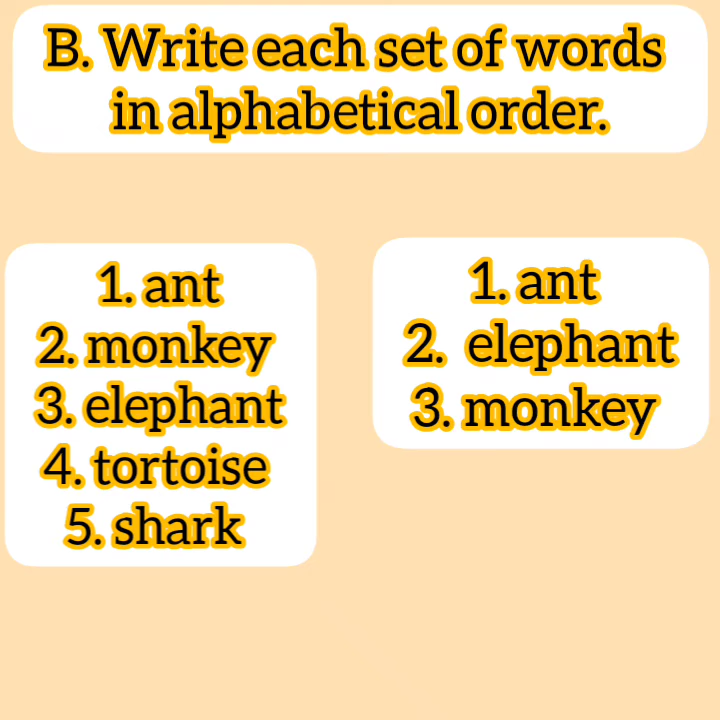 B. Write each set of words
in alphabetical order.
1. ant
2. monkey
3. elephant
4. tortoise
5. shark
1. ant
2. elephant
3. monkey